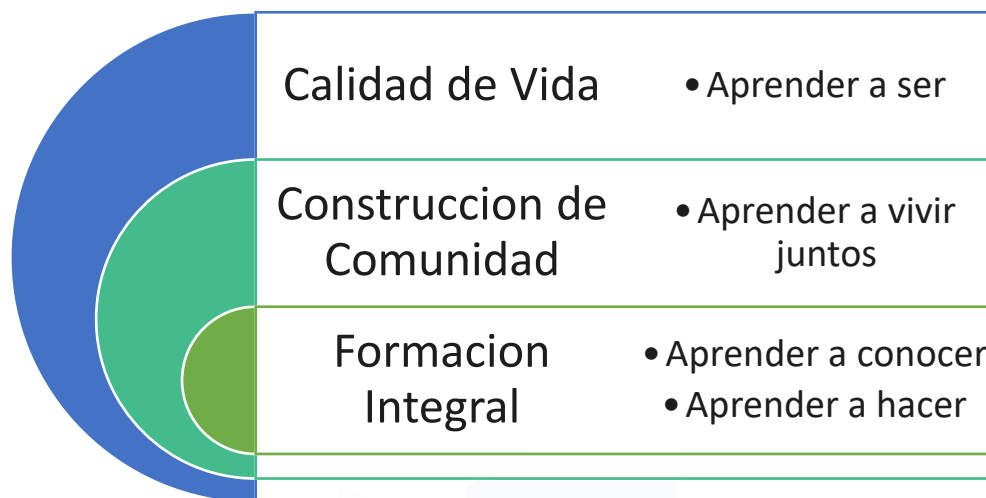 Calidad de Vida
• Aprender a ser
Construccion de
Comunidad
• Aprender a vivir
juntos
Formacion
Integral
• Aprender a conocer
• Aprender a hacer